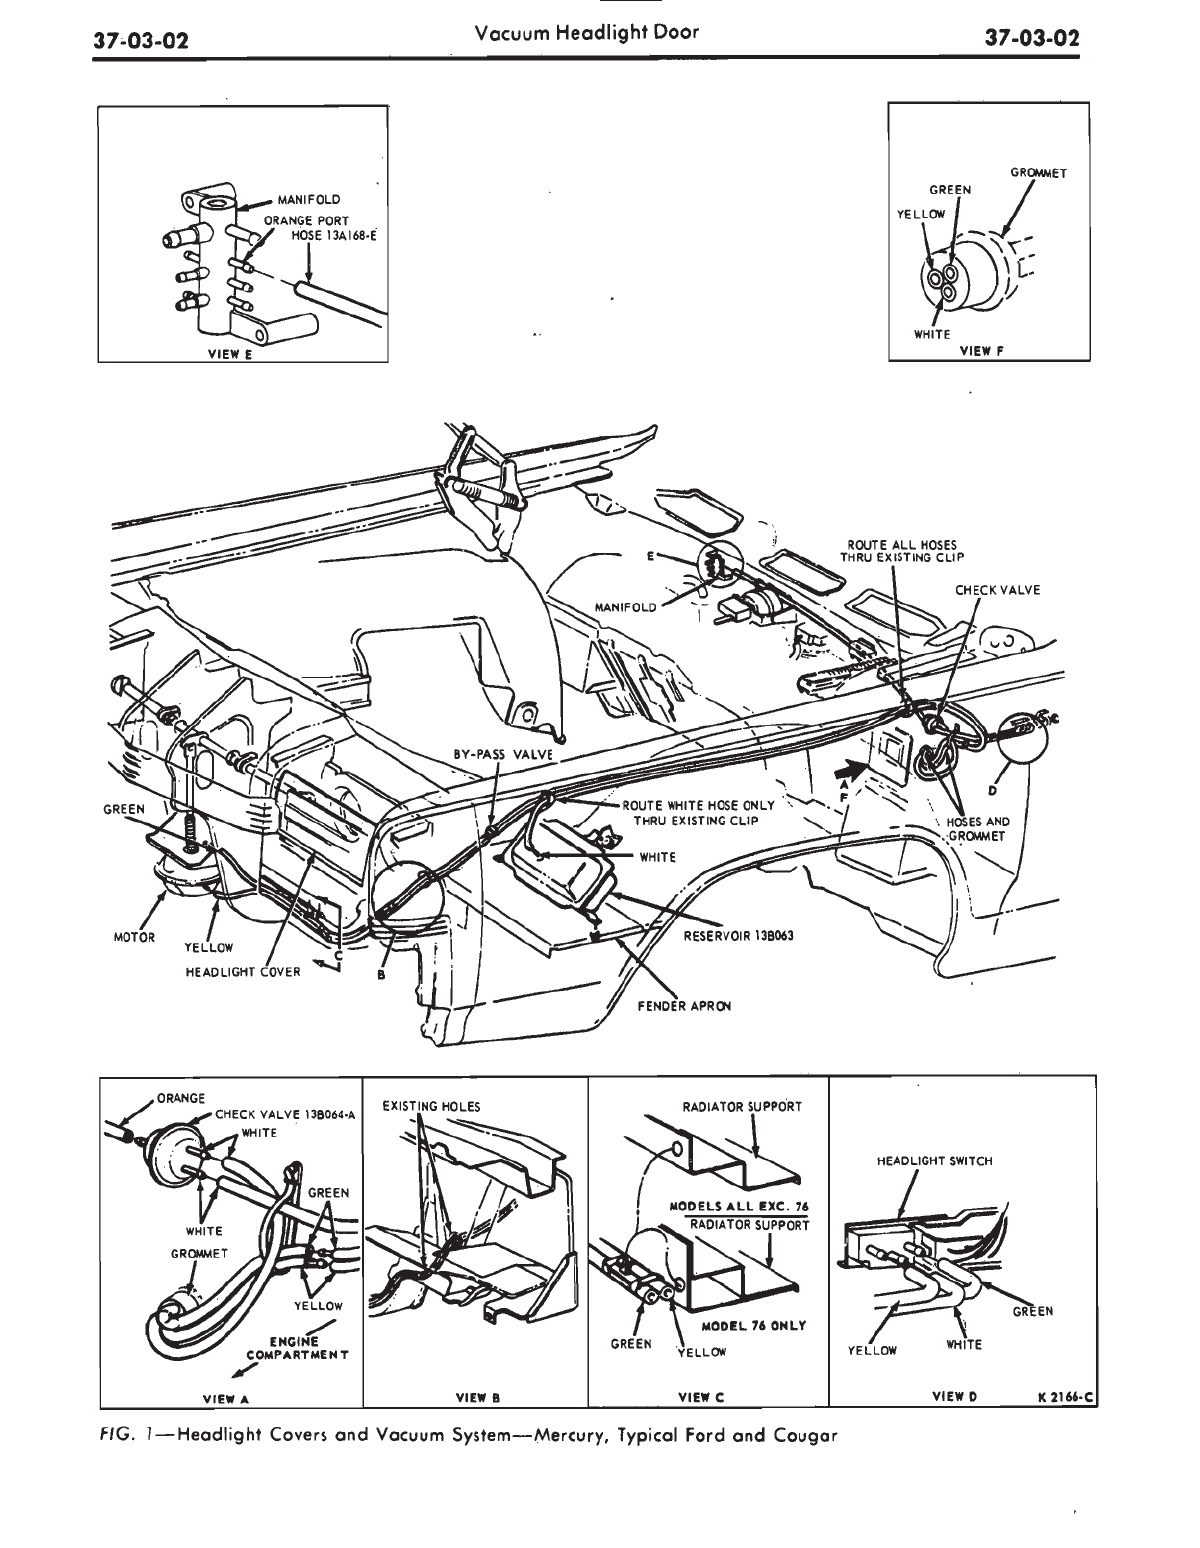 37-03-02
Vacuum Headlight Door
37-03-02
MANIFOLD
ORANGE PORT
HOSE 13A168-E
VIEW E
GROMMET
GREEN
YELLOW
WHITE
VIEW F
ROUTE ALL HOSES
THRU EXISTING CLIP
E
CHECK VALVE
MANIFOLD
C
BY-PASS VALVE
A
F
D
GREEN
ROUTE WHITE HOSE ONLY
THRU EXISTING CLIP
HOSES AND
GROMMET
WHITE
MOTOR
YELLOW
RESERVOIR 13B063
C
HEADLIGHT COVER
B
FENDER APRON
ORANGE
CHECK VALVE 13B064-A
WHITE
GREEN
WHITE
GROMMET
YELLOW
ENGINE
COMPARTMENT
VIEW A
EXISTING HOLES
VIEW B
RADIATOR SUPPORT
MODELS ALL EXC. 76
RADIATOR SUPPORT
MODEL 76 ONLY
GREEN
YELLOW
VIEW C
HEADLIGHT SWITCH
GREEN
YELLOW
WHITE
VIEW D
K 2166-C
FIG. 1—Headlight Covers and Vacuum System—Mercury, Typical Ford and Cougar